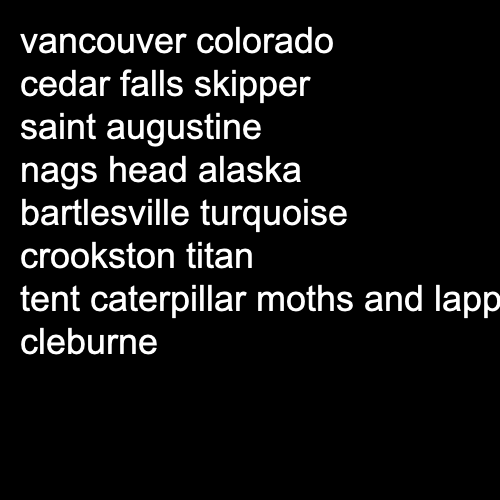 vancouver colorado
cedar falls skipper
saint augustine
nags head alaska
bartlesville turquoise
crookston titan
tent caterpillar moths and lapp
cleburne